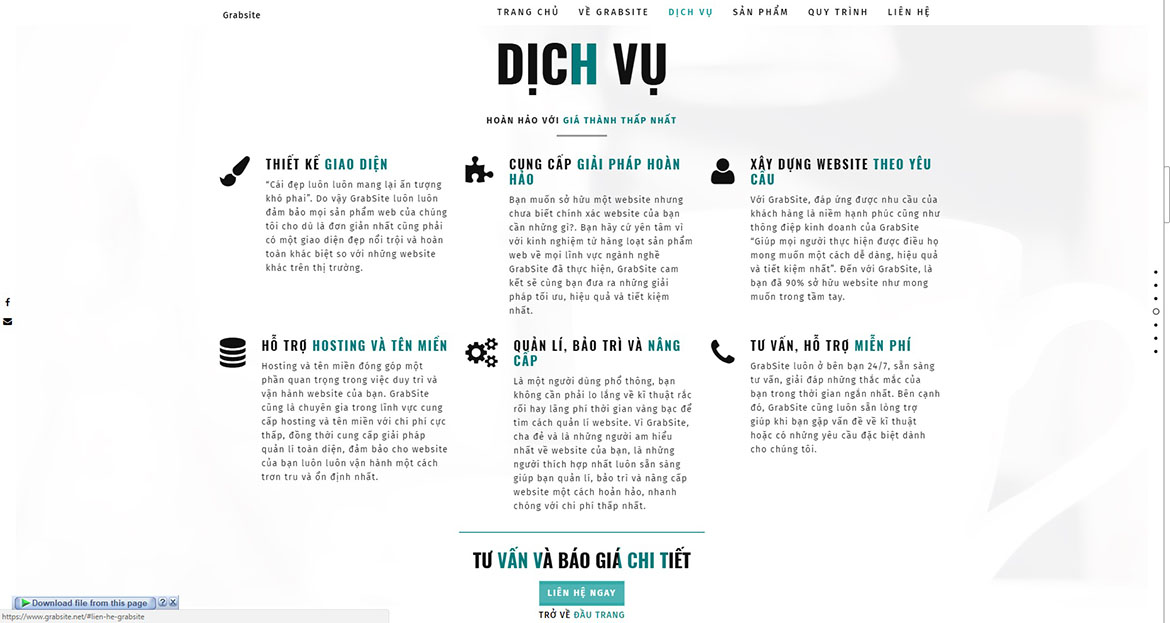 Grabsite
TRANG CHỦ VỀ GRABSITE DỊCH VỤ SẢN PHẨM QUY TRÌNH LIÊN HỆ
DỊCH VỤ
HOÀN HẢO VỚI GIÁ THÀNH THẤP NHẤT
THIẾT KẾ GIAO DIỆN
“Cái đẹp luôn luôn mang lại ấn tượng
khó phai”. Do vậy GrabSite luôn luôn
đảm bảo mọi sản phẩm web của chúng
tôi cho dù là đơn giản nhất cũng phải
có một giao diện đẹp nổi trội và hoàn
toàn khác biệt so với những website
khác trên thị trường.
CUNG CẤP GIẢI PHÁP HOÀN
HẢO
Bạn muốn sở hữu một website nhưng
chưa biết chính xác website của bạn
cần những gì?. Bạn hãy cứ yên tâm vì
với kinh nghiệm từ hàng loạt sản phẩm
web về mọi lĩnh vực ngành nghề
GrabSite đã thực hiện, GrabSite cam
kết sẽ cùng bạn đưa ra những giải
pháp tối ưu, hiệu quả và tiết kiệm
nhất.
XÂY DỰNG WEBSITE THEO YÊU
CẦU
Với GrabSite, đáp ứng được nhu cầu của
khách hàng là niềm hạnh phúc cũng như
thông điệp kinh doanh của GrabSite
“Giúp mọi người thực hiện được điều họ
mong muốn một cách dễ dàng, hiệu quả
và tiết kiệm nhất”. Đến với GrabSite, là
bạn đã 90% sở hữu website như mong
muốn trong tầm tay.
HỖ TRỢ HOSTING VÀ TÊN MIỀN
Hosting và tên miền đóng góp một
phần quan trọng trong việc duy trì và
vận hành website của bạn. GrabSite
cũng là chuyên gia trong lĩnh vực cung
cấp hosting và tên miền với chi phí cực
thấp, đồng thời cung cấp giải pháp
quản lí toàn diện, đảm bảo cho website
của bạn luôn luôn vận hành một cách
trơn tru và ổn định nhất.
QUẢN LÍ, BẢO TRÌ VÀ NÂNG
CẤP
Là một người dùng phổ thông, bạn
không cần phải lo lắng về kĩ thuật rắc
rối hay lãng phí thời gian vàng bạc để
tìm cách quản lí website. Vì GrabSite,
cha đẻ và là những người am hiểu
nhất về website của bạn, là những
người thích hợp nhất luôn sẵn sàng
giúp bạn quản lí, bảo trì và nâng cấp
website một cách hoàn hảo, nhanh
chóng với chi phí thấp nhất.
TƯ VẤN, HỖ TRỢ MIỄN PHÍ
GrabSite luôn ở bên bạn 24/7, sẵn sàng
tư vấn, giải đáp những thắc mắc của
bạn trong thời gian ngắn nhất. Bên cạnh
đó, GrabSite cũng luôn sẵn lòng trợ
giúp khi bạn gặp vấn đề về kĩ thuật
hoặc có những yêu cầu đặc biệt dành
cho chúng tôi.
TƯ VẤN VÀ BÁO GIÁ CHI TIẾT
LIÊN HỆ NGAY
TRỞ VỀ ĐẦU TRANG
Download file from this page ? X
https://www.grabsite.net/#lien-he-grabsite